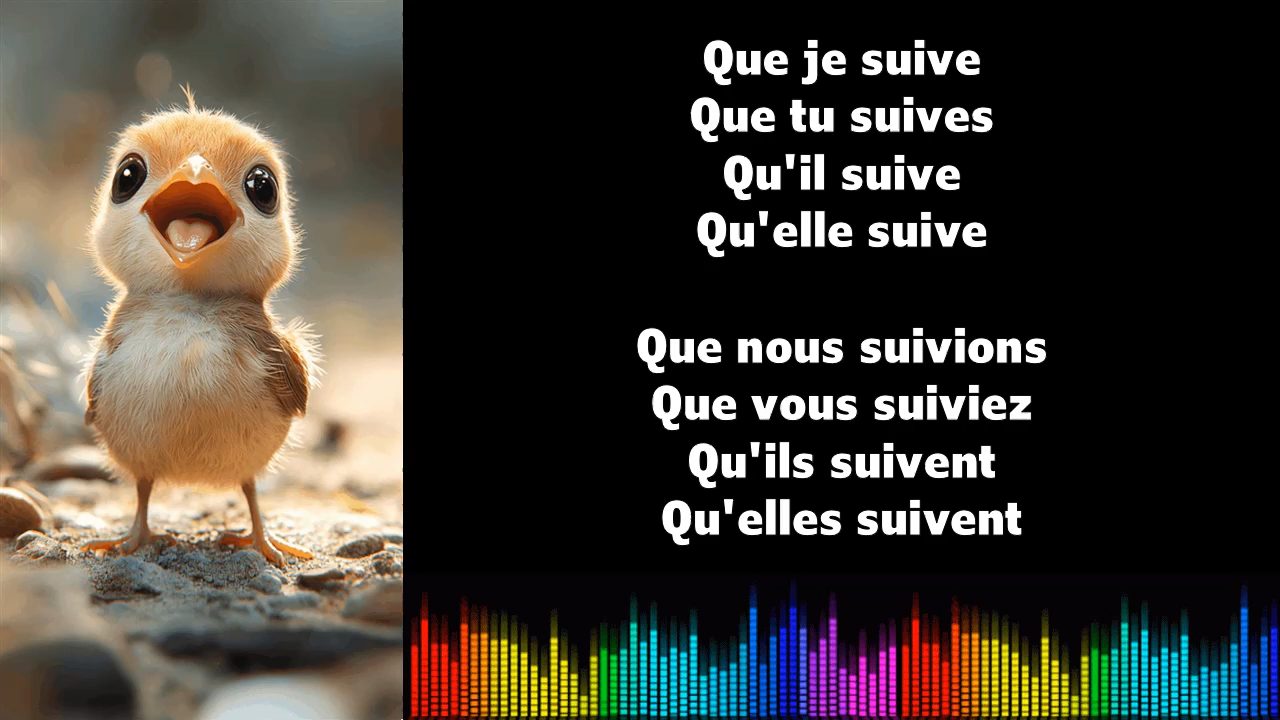 Que je suive
Que tu suives
Qu'il suive
Qu'elle suive
Que nous suivions
Que vous suiviez
Qu'ils suivent
Qu'elles suivent